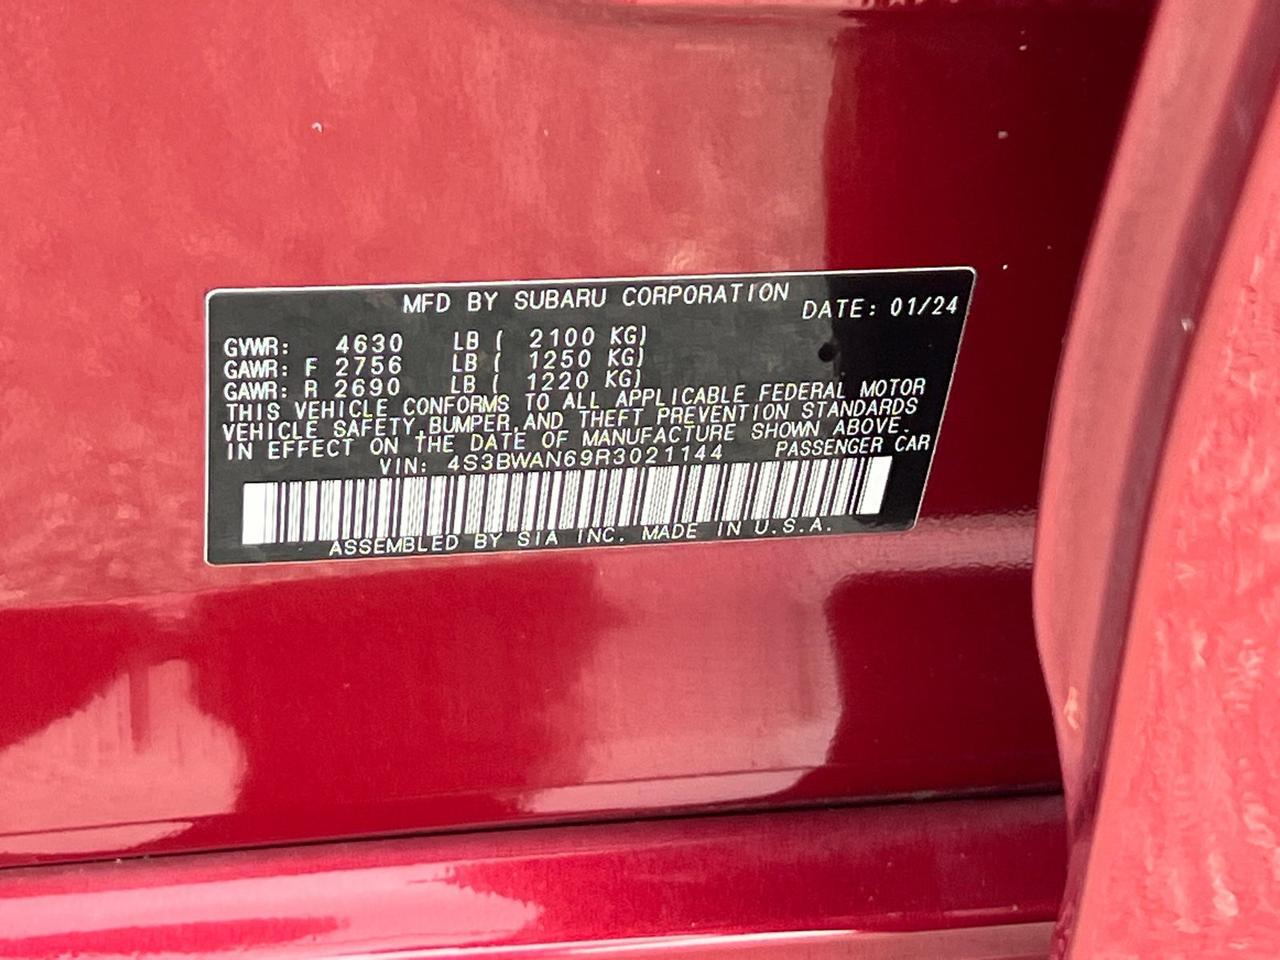 MFD BY SUBARU CORPORATION DATE: 01/24
GVWR: 4630 LB ( 2100 KG)
GAWR: F 2756 LB ( 1250 KG)
GAWR: R 2690 LB ( 1220 KG)
THIS VEHICLE CONFORMS TO ALL APPLICABLE FEDERAL MOTOR
VEHICLE SAFETY,BUMPER,AND THEFT PREVENTION STANDARDS
IN EFFECT ON THE DATE OF MANUFACTURE SHOWN ABOVE.
VIN: 4S3BWAN69R3021144 PASSENGER CAR
ASSEMBLED BY SIA INC. MADE IN U.S.A.